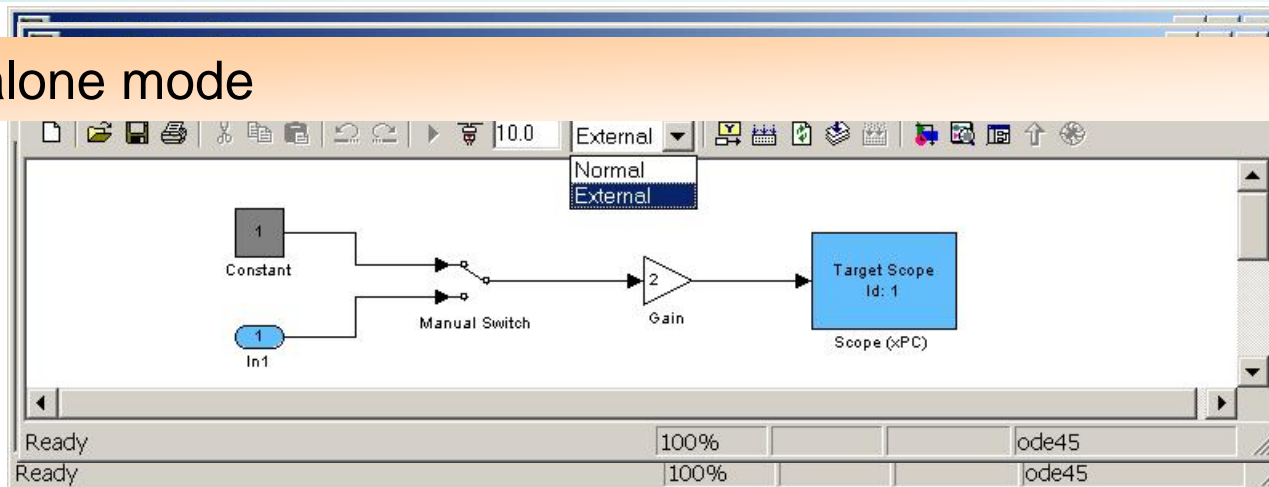 alone mode
10.0 External
Normal
External
1
Constant
1
In1
Manual Switch
2
Gain
Target Scope
Id: 1
Scope (xPC)
Ready 100% ode45
Ready 100% ode45